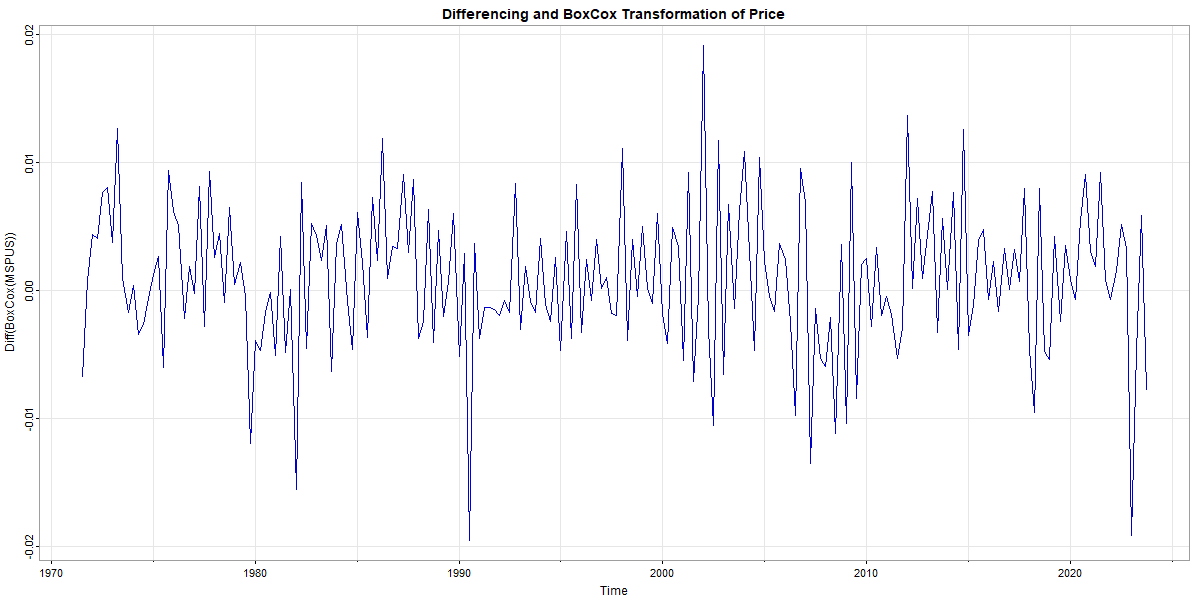 Differencing and BoxCox Transformation of Price
Diff(BoxCox(MSPUS))
0.02
0.01
0.00
-0.01
-0.02
1970 1980 1990 2000 2010 2020
Time